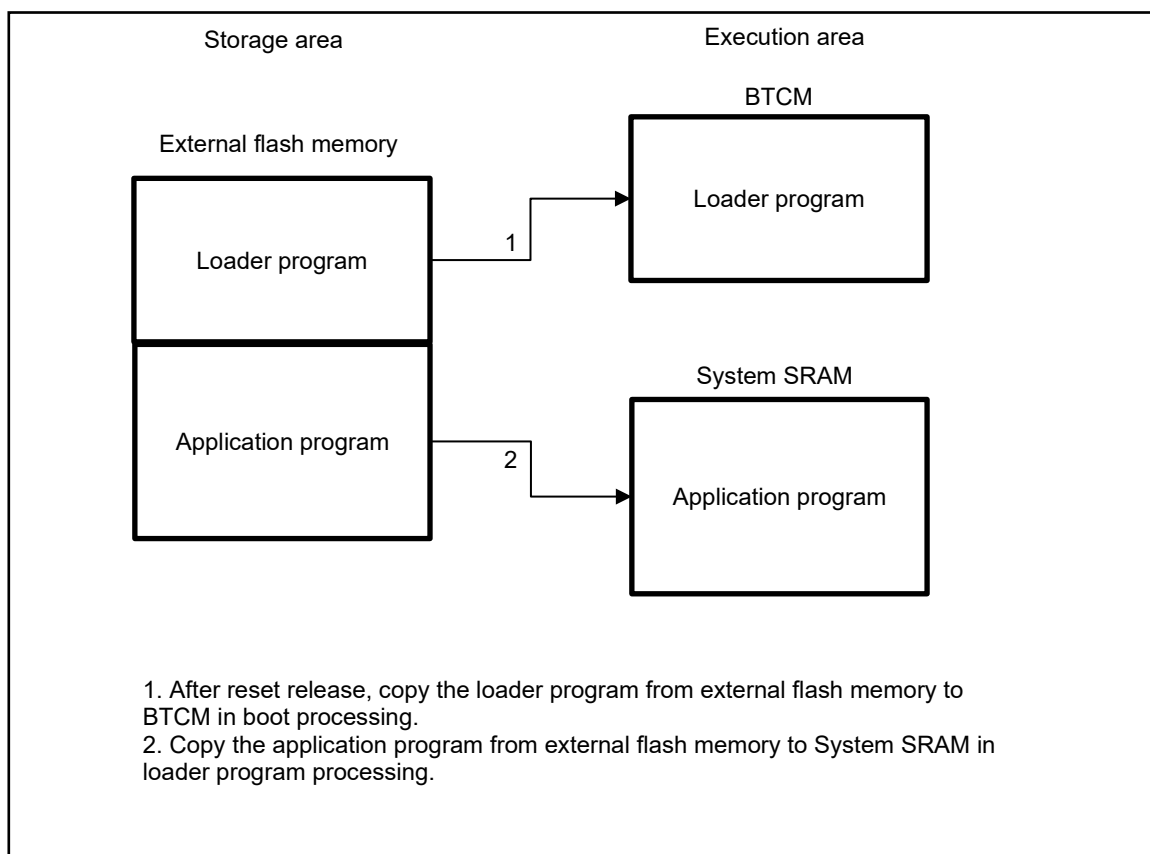 Storage area
Execution area
BTCM
External flash memory
Loader program
Loader program
1
System SRAM
Application program
2
Application program
1. After reset release, copy the loader program from external flash memory to
BTCM in boot processing.
2. Copy the application program from external flash memory to System SRAM in
loader program processing.